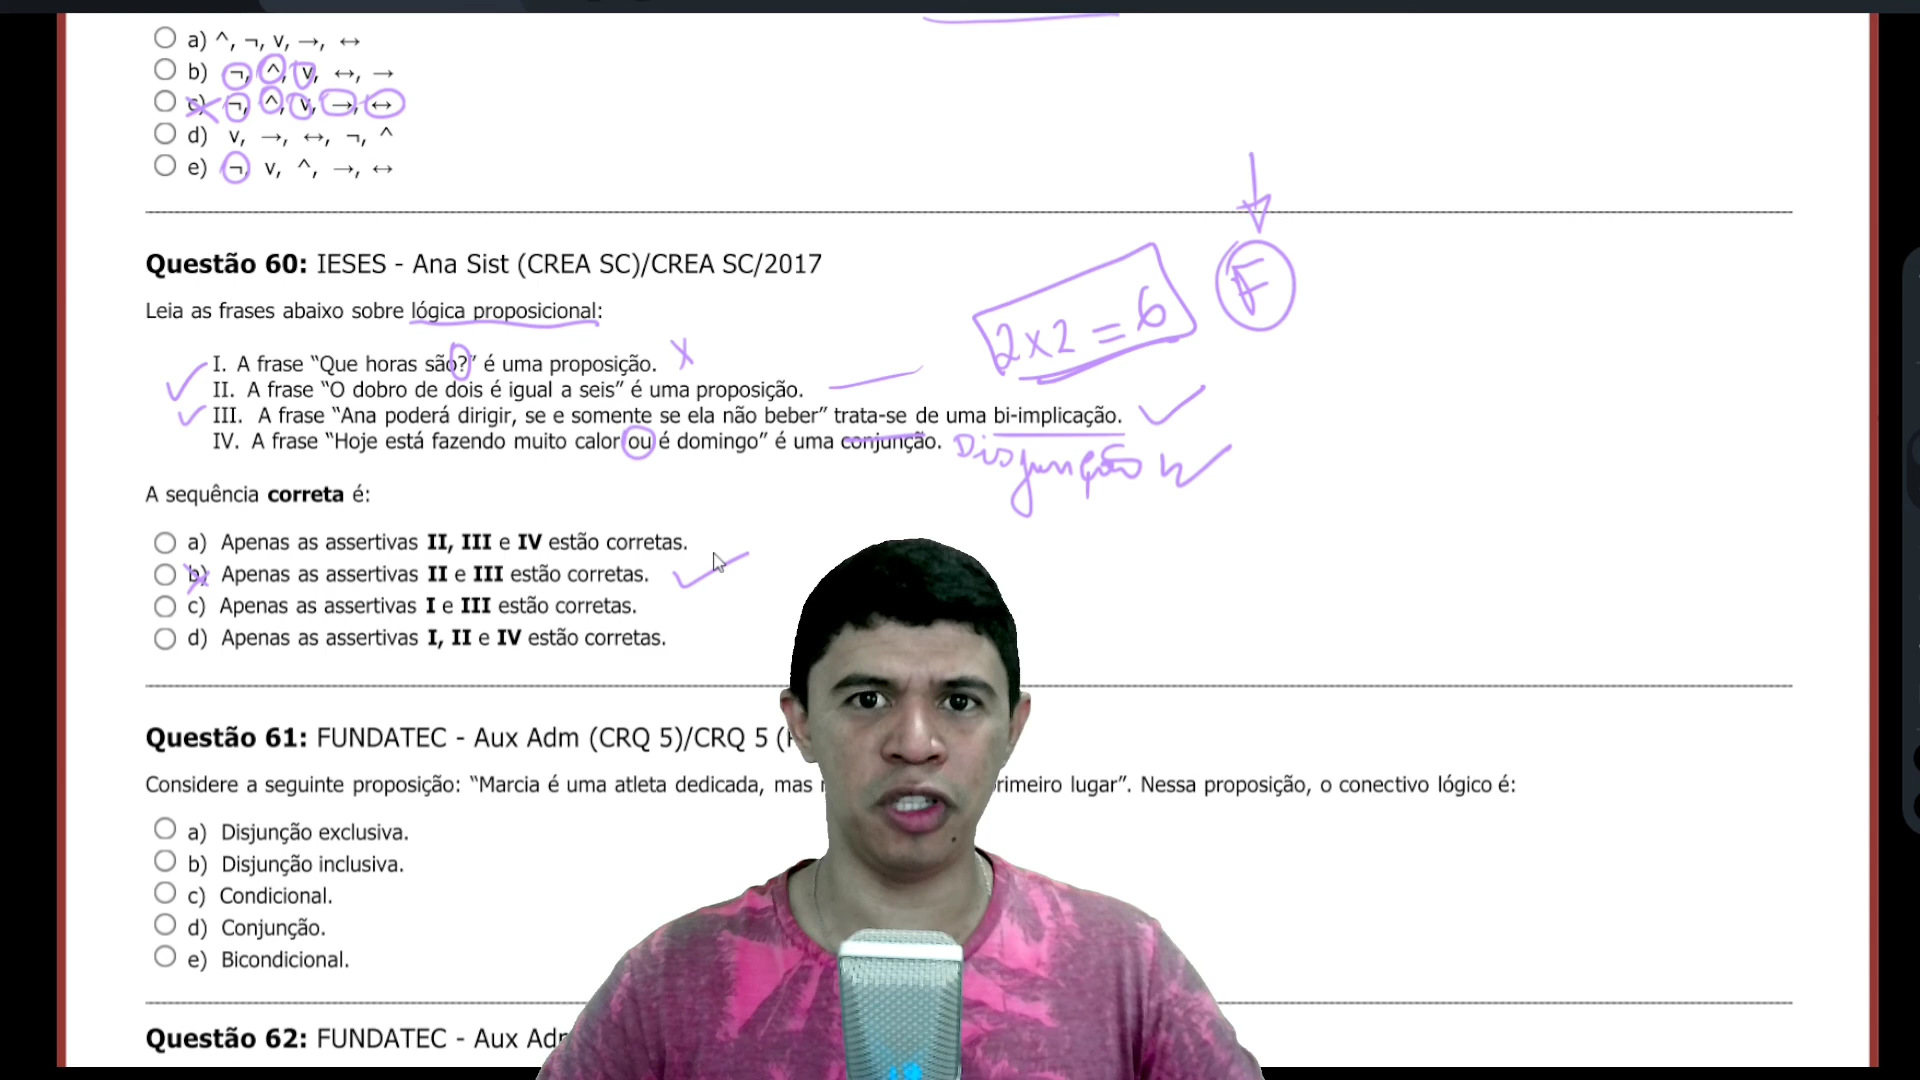 a) ^, ¬, v, →, ↔
b) ¬, ^, v, ↔, →
c) ¬, ^, v, →, ↔
d) v, →, ↔, ¬, ^
e) ¬, v, ^, →, ↔
Questão 60: IESES - Ana Sist (CREA SC)/CREA SC/2017
Leia as frases abaixo sobre lógica proposicional:
2x2 = 6
F
I. A frase “Que horas são?” é uma proposição. X
II. A frase “O dobro de dois é igual a seis” é uma proposição.
III. A frase “Ana poderá dirigir, se e somente se ela não beber” trata-se de uma bi-implicação.
IV. A frase “Hoje está fazendo muito calor ou é domingo” é uma conjunção. Disjunção v
A sequência correta é:
a) Apenas as assertivas II, III e IV estão corretas.
b) Apenas as assertivas II e III estão corretas.
c) Apenas as assertivas I e III estão corretas.
d) Apenas as assertivas I, II e IV estão corretas.
Questão 61: FUNDATEC - Aux Adm (CRQ 5)/CRQ 5 (
Considere a seguinte proposição: “Marcia é uma atleta dedicada, mas rimeiro lugar”. Nessa proposição, o conectivo lógico é:
a) Disjunção exclusiva.
b) Disjunção inclusiva.
c) Condicional.
d) Conjunção.
e) Bicondicional.
Questão 62: FUNDATEC - Aux Ad